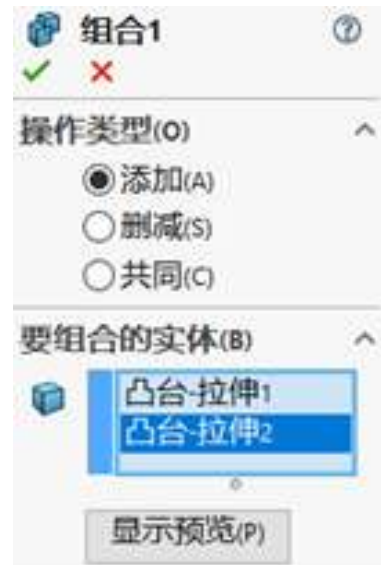 组合1
操作类型(O)
添加(A)
删减(S)
共同(C)
要组合的实体(B)
凸台-拉伸1
凸台-拉伸2
显示预览(P)